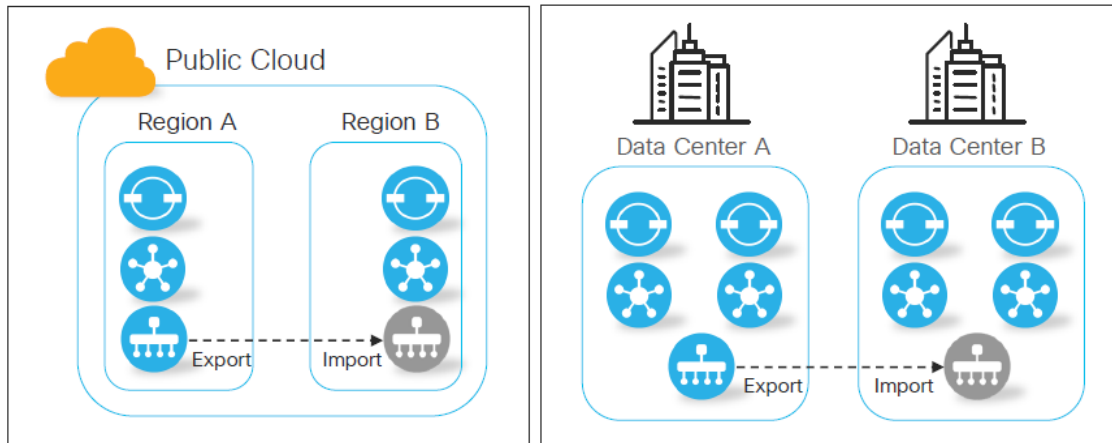 Public Cloud
Region A
Region B
Export
Import
Data Center A
Data Center B
Export
Import